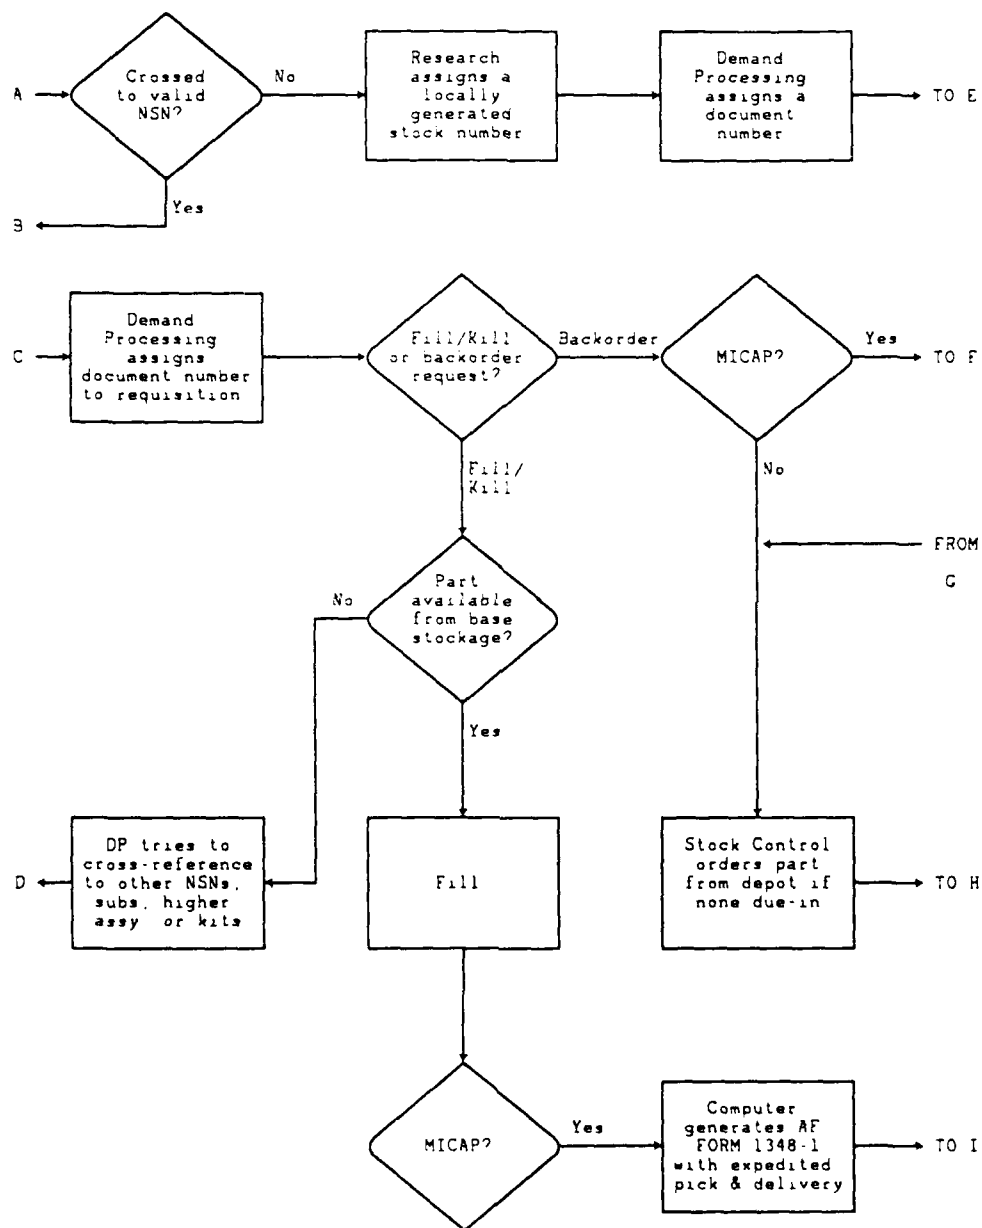 A
Crossed
to valid
NSN?
No
Research
assigns a
locally
generated
stock number
Demand
Processing
assigns a
document
number
TO E
Yes
B
C
Demand
Processing
assigns
document number
to requisition
Fill/Kill
or backorder
request?
Backorder
MICAP?
Yes
TO F
Fill/
Kill
No
FROM
G
Part
available
from base
stockage?
No
Yes
D
DP tries to
cross-reference
to other NSNs,
subs, higher
assy or kits
Fill
Stock Control
orders part
from depot if
none due-in
TO H
MICAP?
Yes
Computer
generates AF
FORM 1348-1
with expedited
pick & delivery
TO I